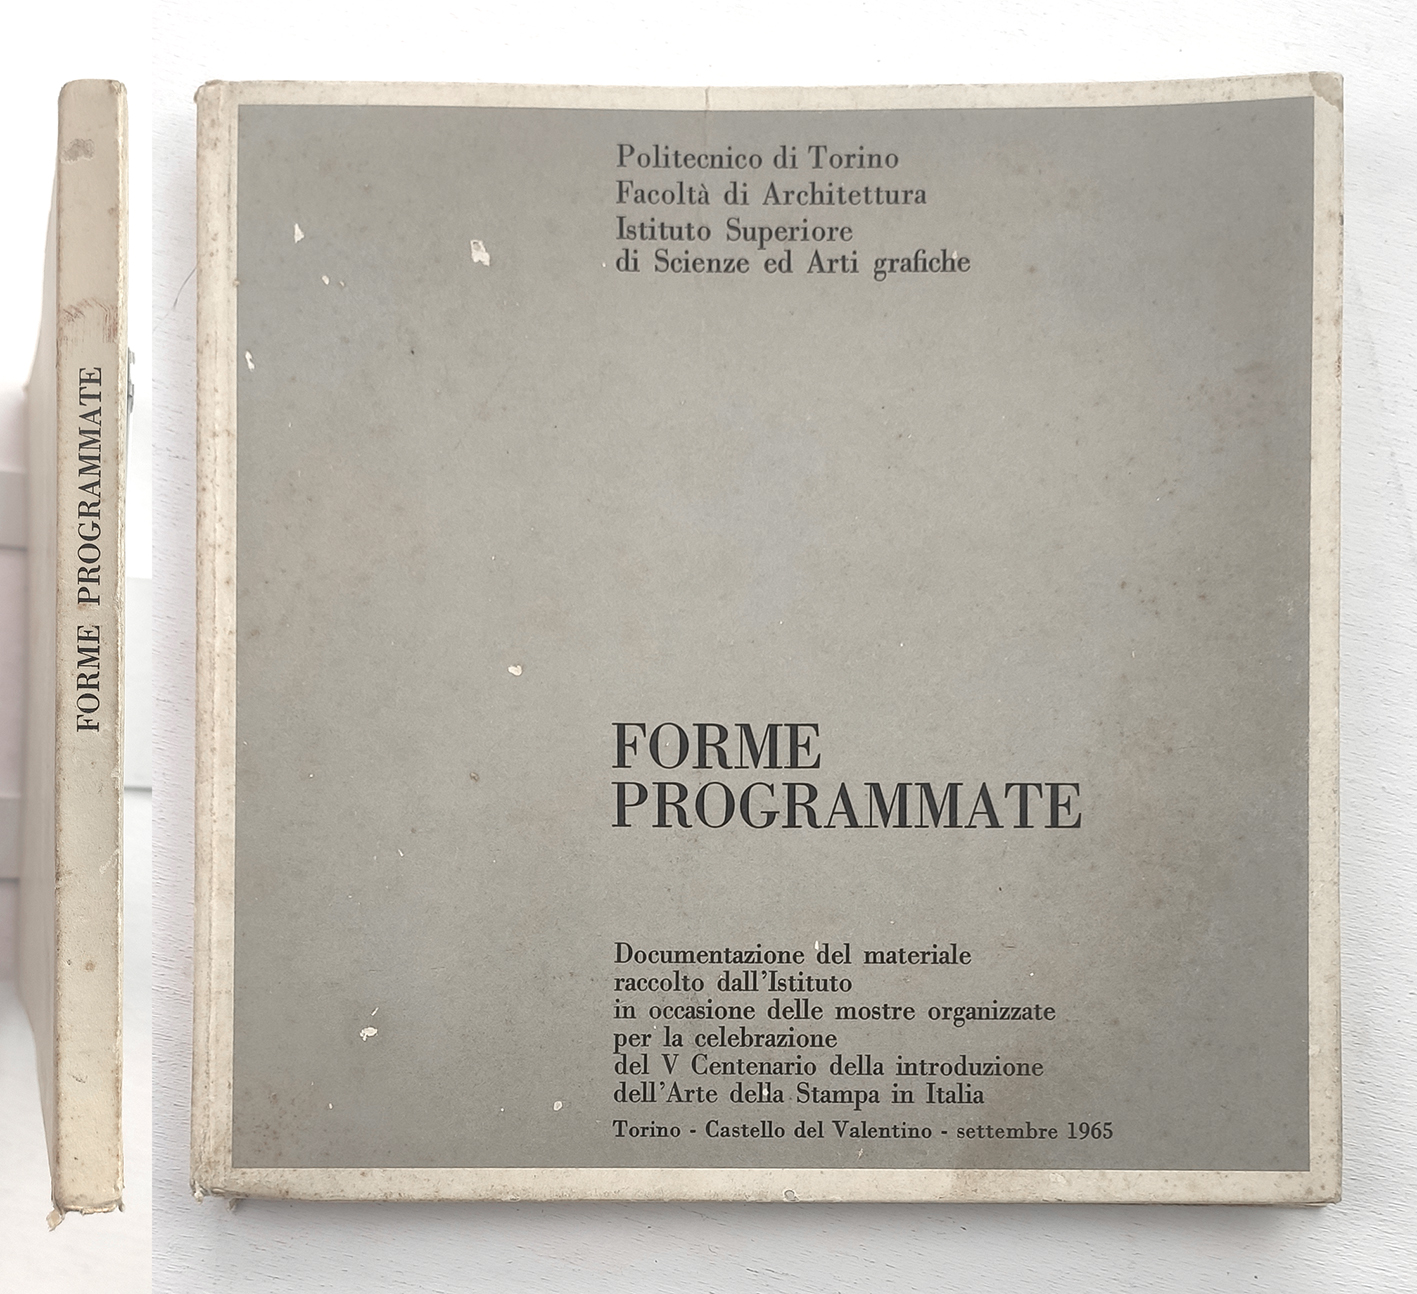 FORME PROGRAMMATE
Politecnico di Torino
Facoltà di Architettura
Istituto Superiore
di Scienze ed Arti grafiche
FORME
PROGRAMMATE
Documentazione del materiale
raccolto dall'Istituto
in occasione delle mostre organizzate
per la celebrazione
del V Centenario della introduzione
dell'Arte della Stampa in Italia
Torino - Castello del Valentino - settembre 1965